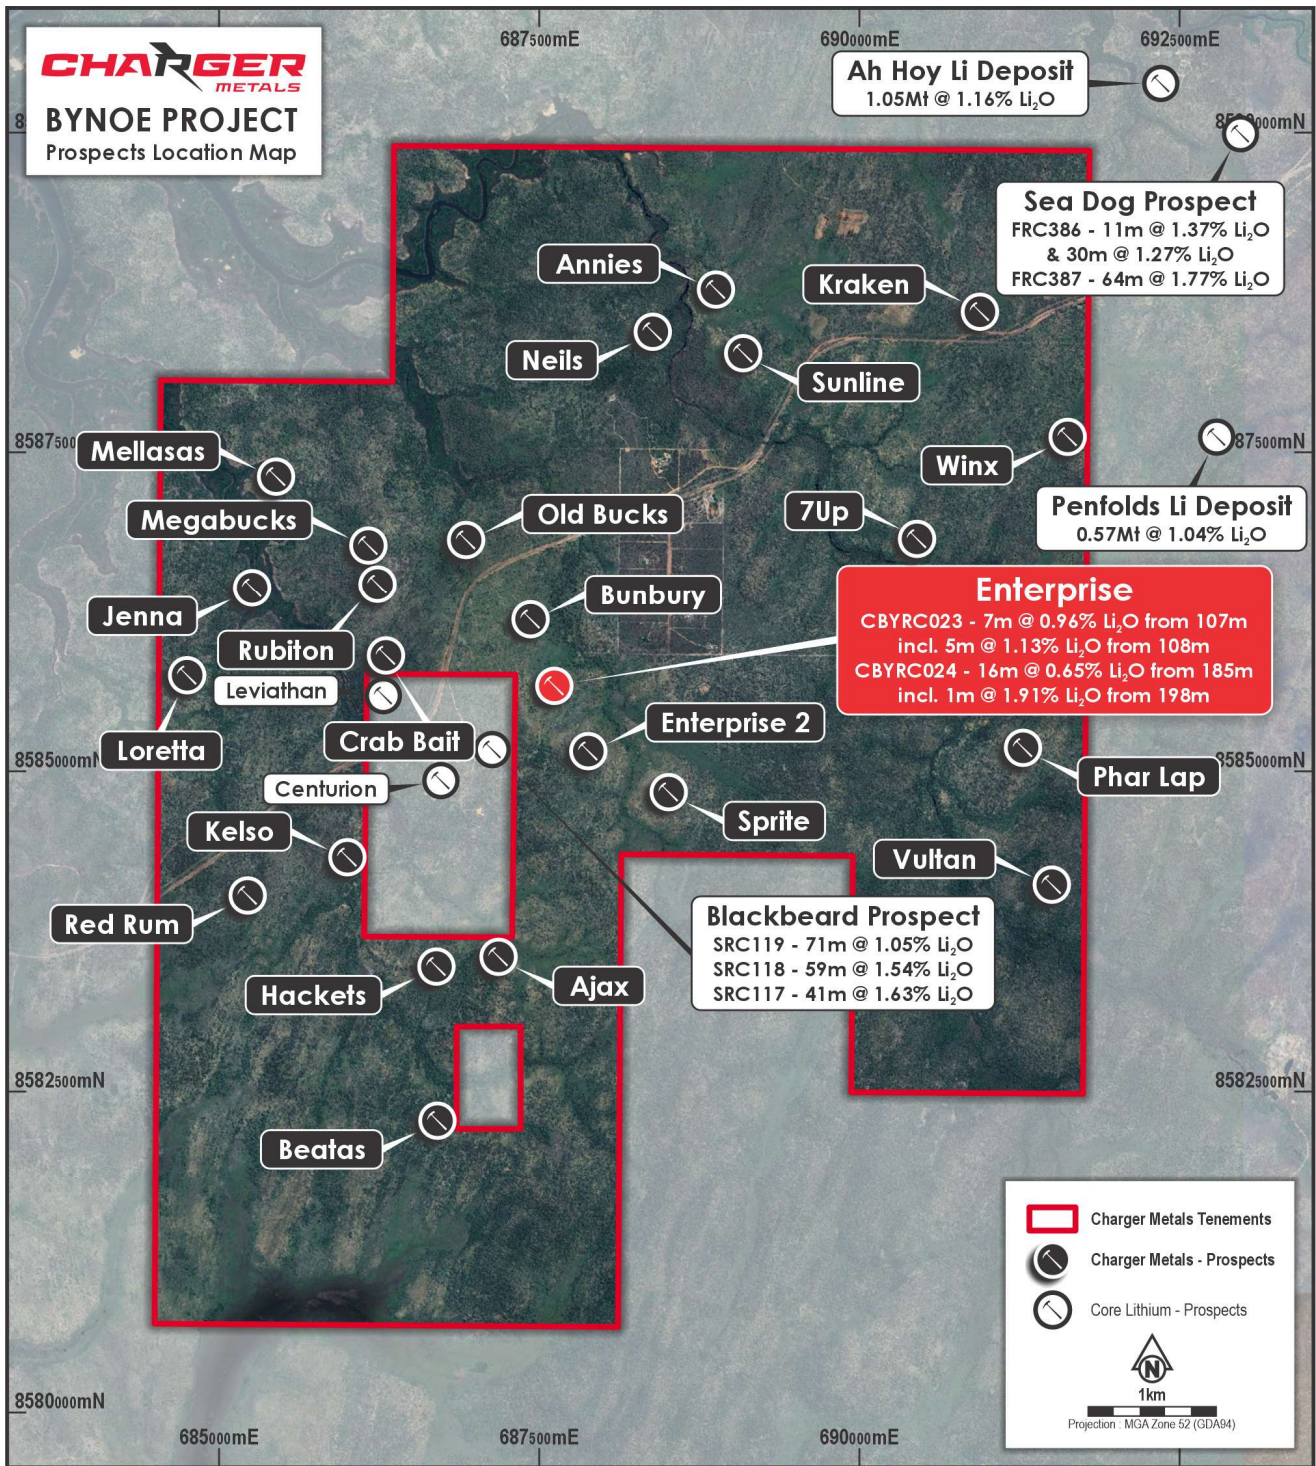 CHARGER
METALS
BYNOE PROJECT
Prospects Location Map
687500mE
690000mE
692500mE
Ah Hoy Li Deposit
1.05Mt @ 1.16% Li₂O
Sea Dog Prospect
FRC386 - 11m @ 1.37% Li₂O
& 30m @ 1.27% Li₂O
FRC387 - 64m @ 1.77% Li₂O
Annies
Kraken
Neils
Sunline
8587500
Mellasas
87500mN
Winx
Megabucks
Old Bucks
7Up
Penfolds Li Deposit
0.57Mt @ 1.04% Li₂O
Jenna
Bunbury
Rubiton
Enterprise
CBYRC023 - 7m @ 0.96% Li₂O from 107m
incl. 5m @ 1.13% Li₂O from 108m
CBYRC024 - 16m @ 0.65% Li₂O from 185m
incl. 1m @ 1.91% Li₂O from 198m
Leviathan
Loretta
Crab Bait
Enterprise 2
8585000mN
8585000mN
Phar Lap
Centurion
Sprite
Kelso
Vultan
Red Rum
Blackbeard Prospect
SRC119 - 71m @ 1.05% Li₂O
SRC118 - 59m @ 1.54% Li₂O
SRC117 - 41m @ 1.63% Li₂O
Hackets
Ajax
8582500mN
8582500mN
Beatas
Charger Metals Tenements
Charger Metals - Prospects
Core Lithium - Prospects
N
1km
Projection : MGA Zone 52 (GDA94)
8580000mN
685000mE
687500mE
690000mE